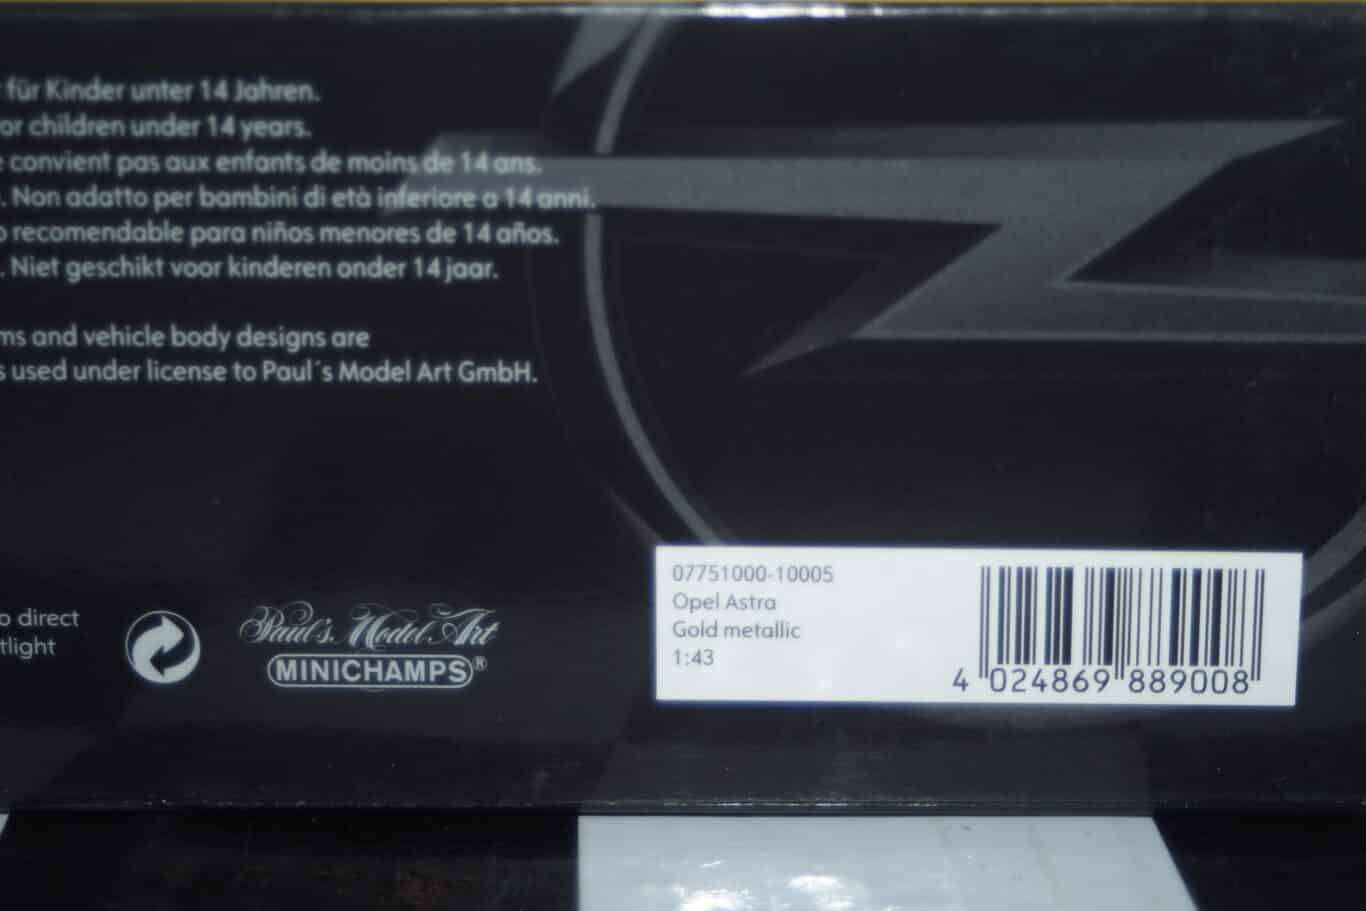 für Kinder unter 14 Jahren.
or children under 14 years.
convient pas aux enfants de moins de 14 ans.
. Non adatto per bambini di età inferiore a 14 anni.
o recomendable para niños menores de 14 años.
. Niet geschikt voor kinderen onder 14 jaar.
ms and vehicle body designs are
s used under license to Paul´s Model Art GmbH.
o direct
tlight
Paul's Model Art
MINICHAMPS®
07751000-10005
Opel Astra
Gold metallic
1:43
4 024869 889008